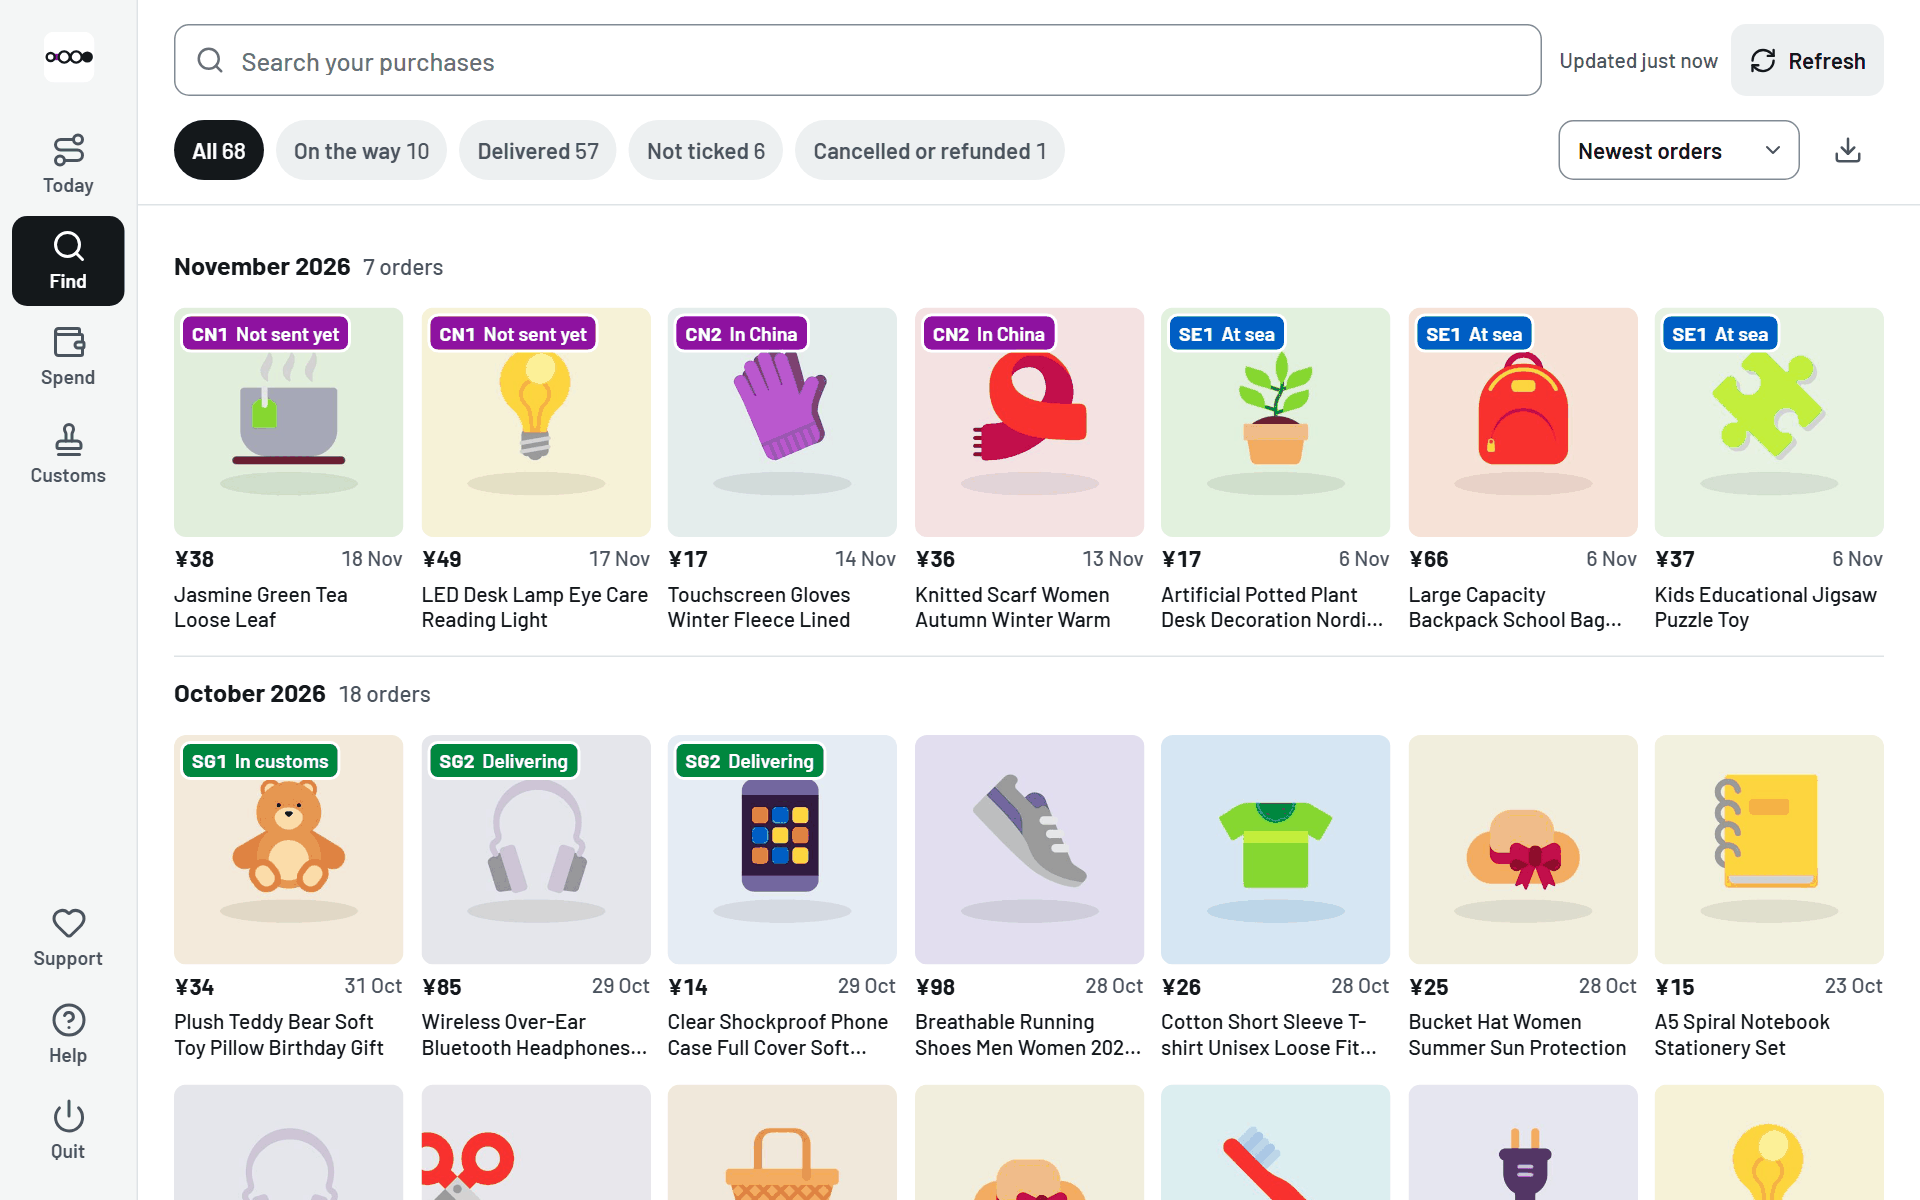 Search your purchases
Updated just now
Refresh
All 68
On the way 10
Delivered 57
Not ticked 6
Cancelled or refunded 1
Newest orders
Today
Find
Spend
Customs
Support
Help
Quit
November 2026 7 orders
CN1 Not sent yet
¥38 18 Nov
Jasmine Green Tea
Loose Leaf
CN1 Not sent yet
¥49 17 Nov
LED Desk Lamp Eye Care
Reading Light
CN2 In China
¥17 14 Nov
Touchscreen Gloves
Winter Fleece Lined
CN2 In China
¥36 13 Nov
Knitted Scarf Women
Autumn Winter Warm
SE1 At sea
¥17 6 Nov
Artificial Potted Plant
Desk Decoration Nordi...
SE1 At sea
¥66 6 Nov
Large Capacity
Backpack School Bag...
SE1 At sea
¥37 6 Nov
Kids Educational Jigsaw
Puzzle Toy
October 2026 18 orders
SG1 In customs
¥34 31 Oct
Plush Teddy Bear Soft
Toy Pillow Birthday Gift
SG2 Delivering
¥85 29 Oct
Wireless Over-Ear
Bluetooth Headphones...
SG2 Delivering
¥14 29 Oct
Clear Shockproof Phone
Case Full Cover Soft...
¥98 28 Oct
Breathable Running
Shoes Men Women 202...
¥26 28 Oct
Cotton Short Sleeve T-
shirt Unisex Loose Fit...
¥25 28 Oct
Bucket Hat Women
Summer Sun Protection
¥15 23 Oct
A5 Spiral Notebook
Stationery Set